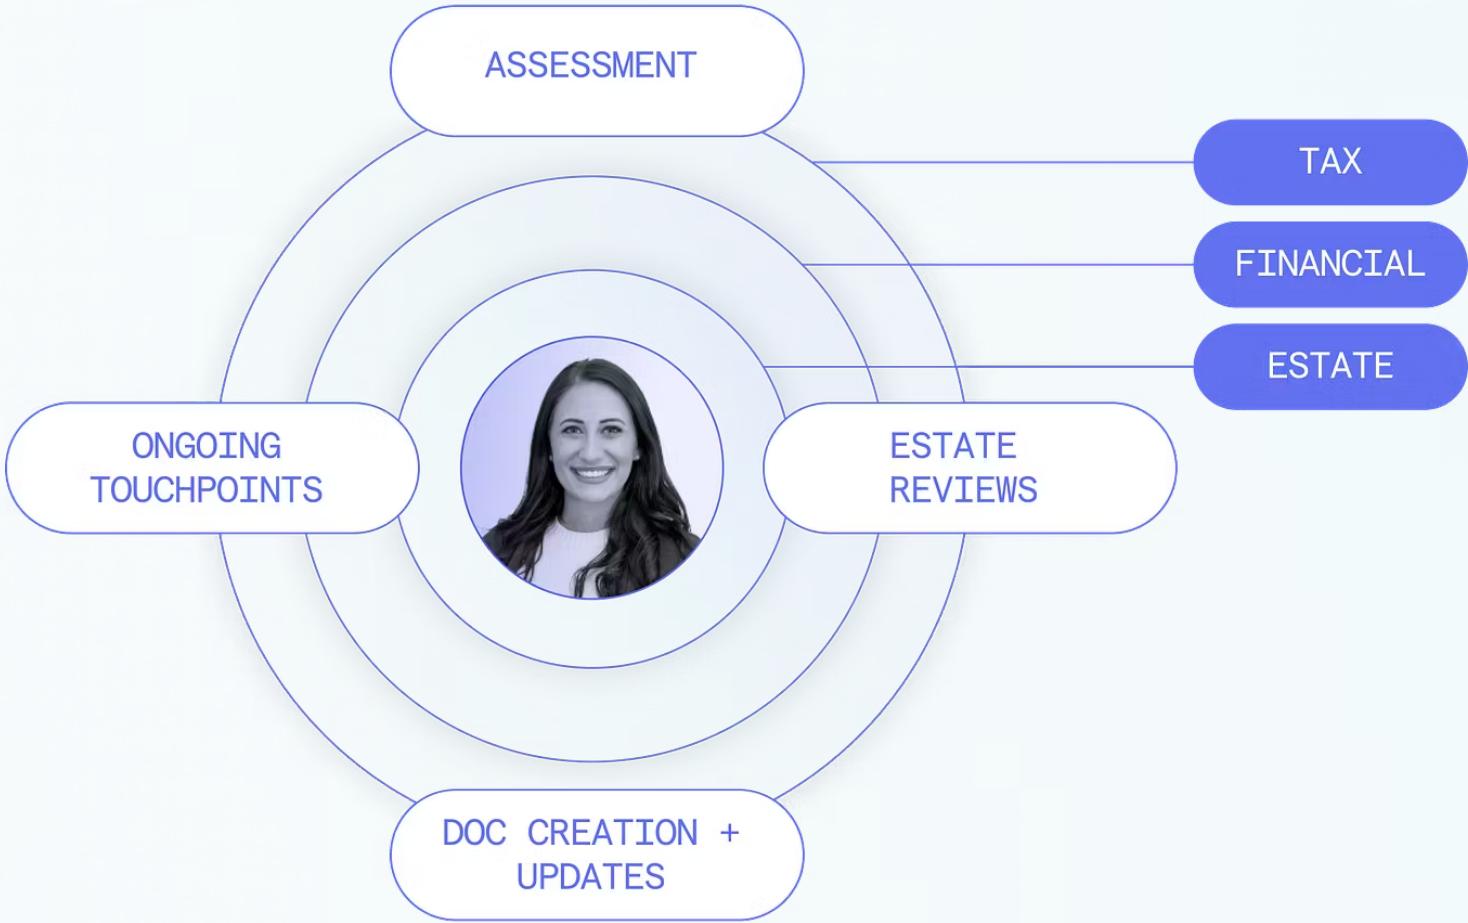 ASSESSMENT
TAX
FINANCIAL
ESTATE
ONGOING
TOUCHPOINTS
ESTATE
REVIEWS
DOC CREATION +
UPDATES